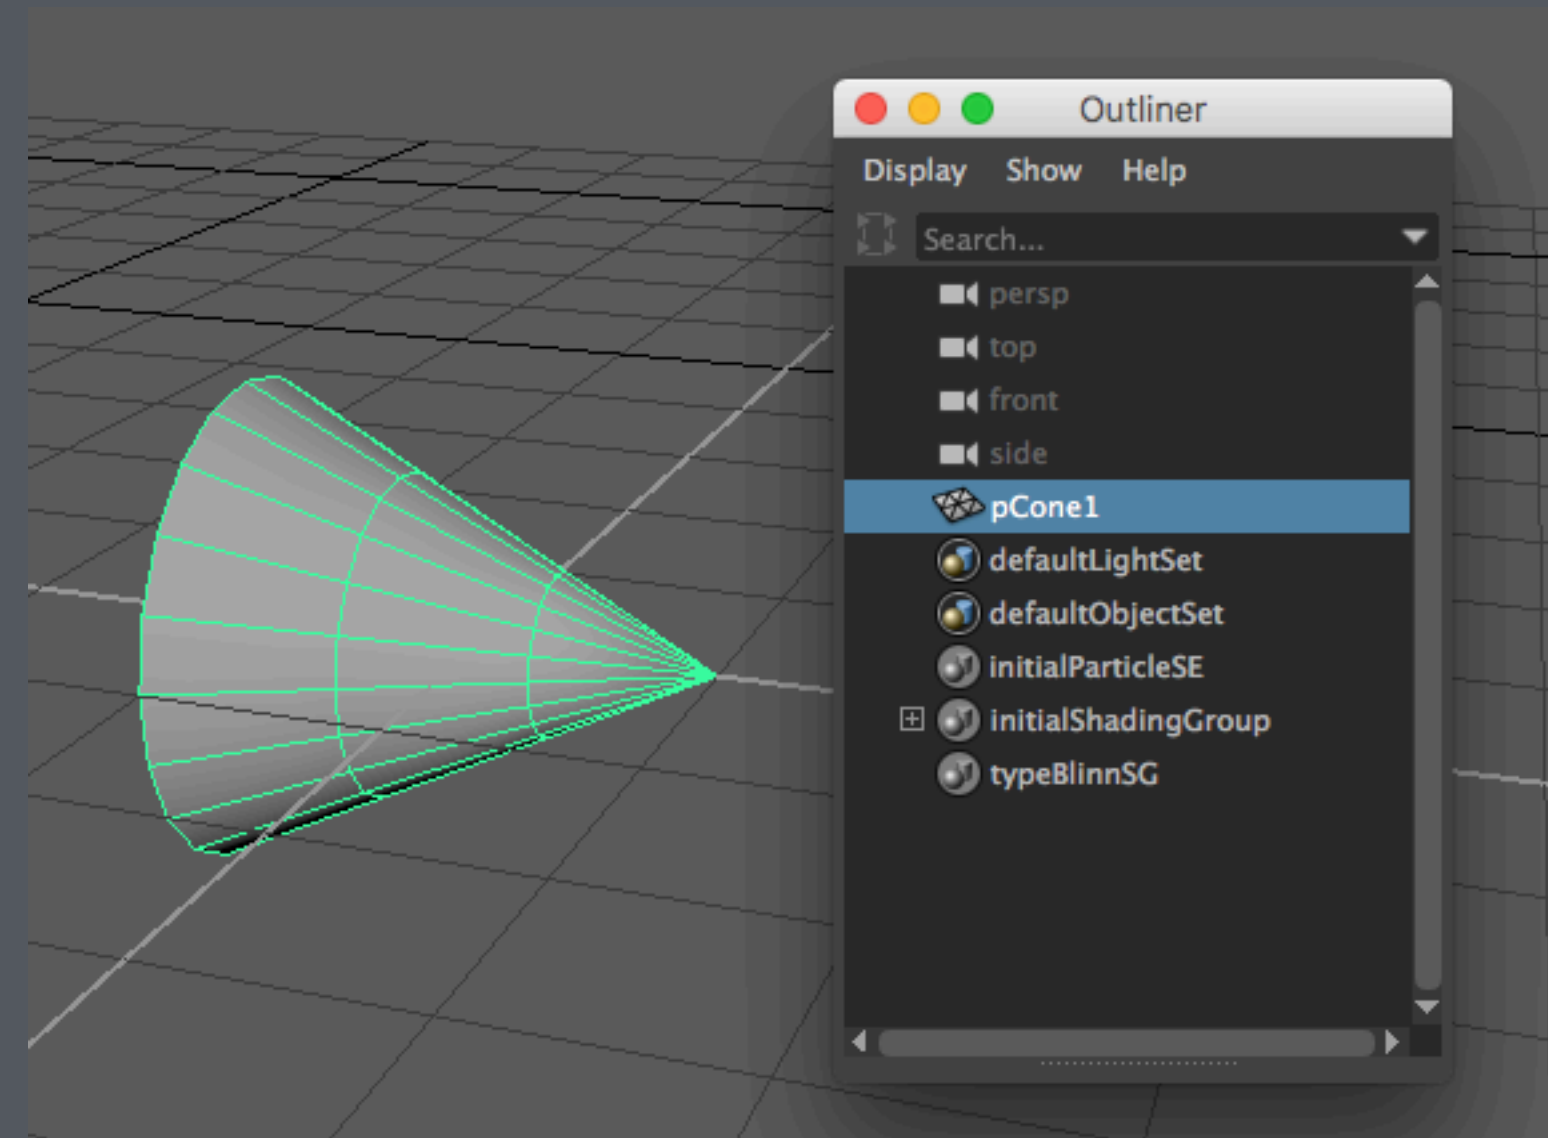 Outliner
Display Show Help
Search...
persp
top
front
side
pCone1
defaultLightSet
defaultObjectSet
initialParticleSE
initialShadingGroup
typeBlinnSG